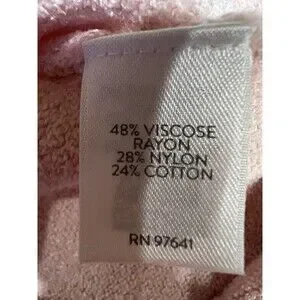 48% VISCOSE
RAYON
28% NYLON
24% COTTON
RN 97641